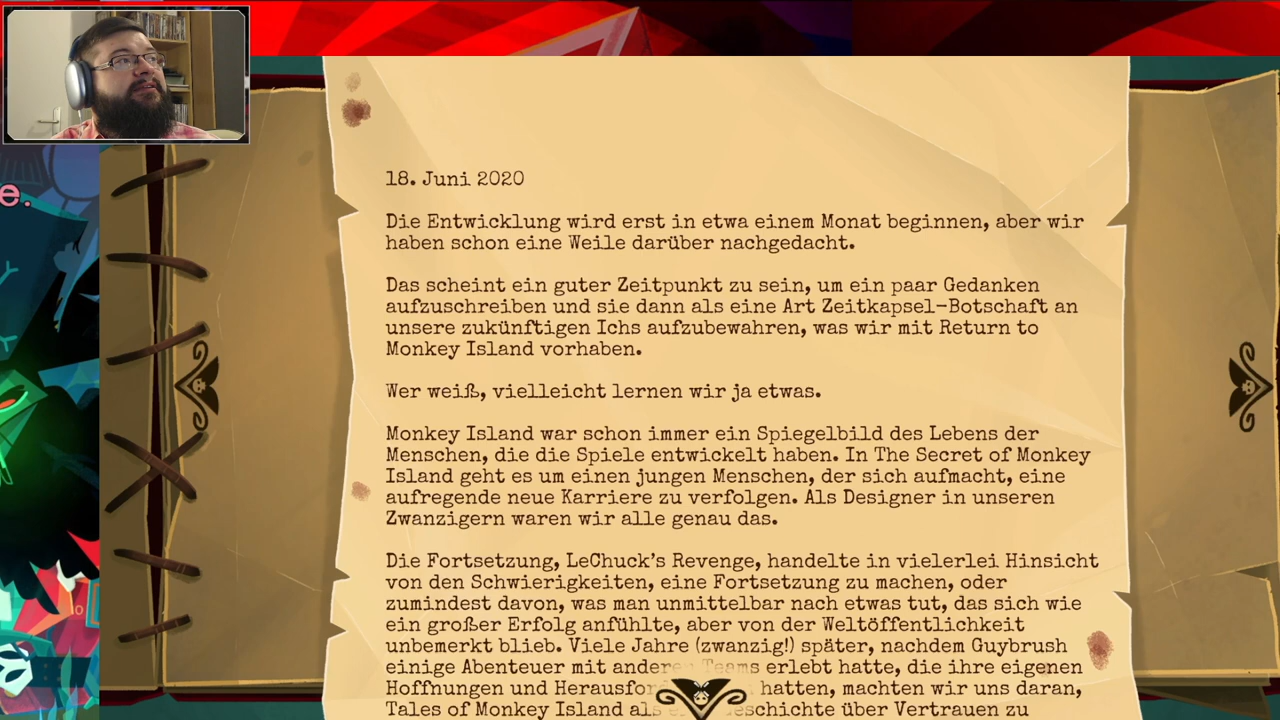 e.
18. Juni 2020
Die Entwicklung wird erst in etwa einem Monat beginnen, aber wir
haben schon eine Weile darüber nachgedacht.
Das scheint ein guter Zeitpunkt zu sein, um ein paar Gedanken
aufzuschreiben und sie dann als eine Art Zeitkapsel-Botschaft an
unsere zukünftigen Ichs aufzubewahren, was wir mit Return to
Monkey Island vorhaben.
Wer weiß, vielleicht lernen wir ja etwas.
Monkey Island war schon immer ein Spiegelbild des Lebens der
Menschen, die die Spiele entwickelt haben. In The Secret of Monkey
Island geht es um einen jungen Menschen, der sich aufmacht, eine
aufregende neue Karriere zu verfolgen. Als Designer in unseren
Zwanzigern waren wir alle genau das.
Die Fortsetzung, LeChuck's Revenge, handelte in vielerlei Hinsicht
von den Schwierigkeiten, eine Fortsetzung zu machen, oder
zumindest davon, was man unmittelbar nach etwas tut, das sich wie
ein großer Erfolg anfühlte, aber von der Weltöffentlichkeit
unbemerkt blieb. Viele Jahre (zwanzig!) später, nachdem Guybrush
einige Abenteuer mit anderen Teams erlebt hatte, die ihre eigenen
Hoffnungen und hatten, machten wir uns daran,
Tales of Monkey Island als über Vertrauen zu